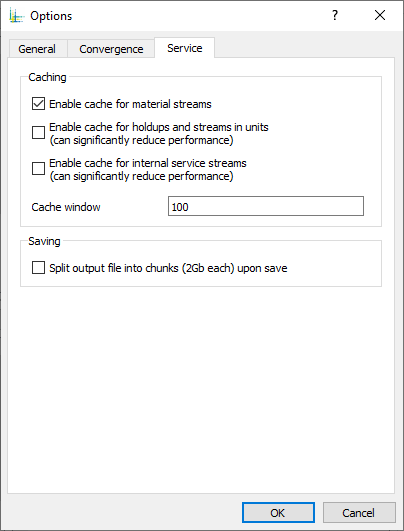 Options
?
General Convergence Service
Caching
Enable cache for material streams
Enable cache for holdups and streams in units
(can significantly reduce performance)
Enable cache for internal service streams
(can significantly reduce performance)
Cache window 100
Saving
Split output file into chunks (2Gb each) upon save
OK Cancel